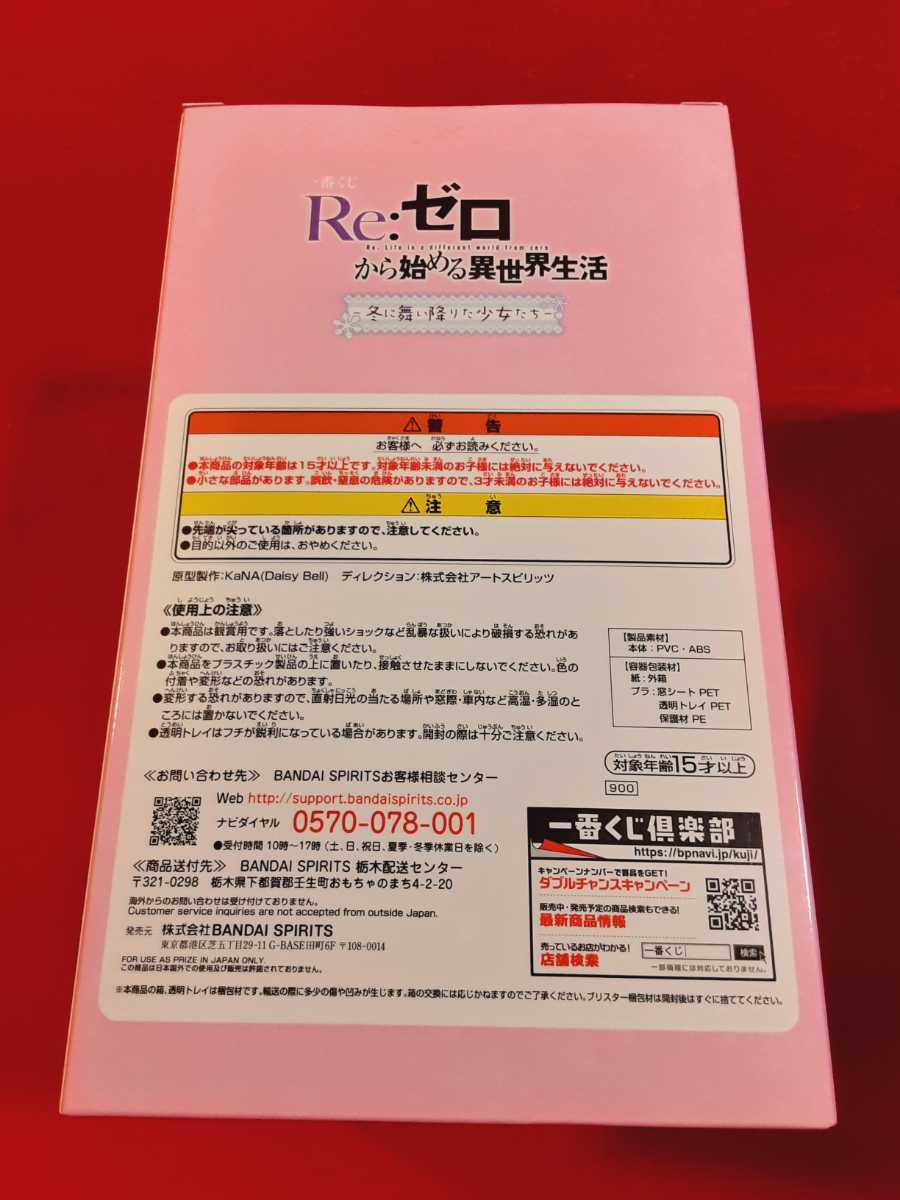 一番くじ
Re:ゼロ
Re. Life in a different world from zero
から始める異世界生活
-冬に舞い降りた少女たち-
⚠警告
お客様へ 必ずお読みください。
●本商品の対象年齢は15才以上です。対象年齢未満のお子様には絶対に与えないでください。
●小さな部品があります。誤飲・窒息の危険がありますので、3才未満のお子様には絶対に与えないでください。
⚠注意
●先端が尖っている箇所がありますので、注意してください。
●目的以外のご使用は、おやめください。
原型製作:KaNA(Daisy Bell) ディレクション:株式会社アートスピリッツ
《使用上の注意》
●本商品は観賞用です。落としたり強いショックなど乱暴な扱いにより破損する恐れがあ
りますので、お取り扱いにはご注意ください。
●本商品をプラスチック製品の上に置いたり、接触させたままにしないでください。色の
付着や変形などの恐れがあります。
●変形する恐れがありますので、直射日光の当たる場所や窓際・車内など高温・多湿のと
ころには置かないでください。
●透明トレイはフチが鋭利になっている場合があります。開封の際は十分ご注意ください。
【製品素材】
本体:PVC・ABS
【容器包装材】
紙:外箱
プラ:窓シート PET
透明トレイ PET
保護材 PE
対象年齢15才以上
900
≪お問い合わせ先≫ BANDAI SPIRITSお客様相談センター
Web http://support.bandaispirits.co.jp
ナビダイヤル 0570-078-001
●受付時間 10時〜17時 (土、日、祝日、夏季・冬季休業日を除く)
≪商品送付先≫ BANDAI SPIRITS 栃木配送センター
〒321-0298 栃木県下都賀郡壬生町おもちゃのまち4-2-20
海外からのお問い合わせは受け付けておりません。
Customer service inquiries are not accepted from outside Japan.
発売元 株式会社BANDAI SPIRITS
東京都港区芝五丁目29-11 G-BASE田町6F 〒108-0014
FOR USE AS PRIZE IN JAPAN ONLY.
この商品は日本国外での使用及び販売は許諾されておりません。
一番くじ倶楽部
https://bpnavi.jp/kuji/
キャンペーンナンバーで賞品をGET!
ダブルチャンスキャンペーン
販売中・発売予定の商品検索もできる!
最新商品情報
売っているお店がわかる!
店舗検索
一番くじ 検索
一部機種には対応しておりません。
※本商品の箱、透明トレイは梱包材です。輸送の際に多少の傷や凹みが生じます。箱の交換には応じかねますのでご了承ください。ブリスター梱包材は開封後はすぐに捨ててください。